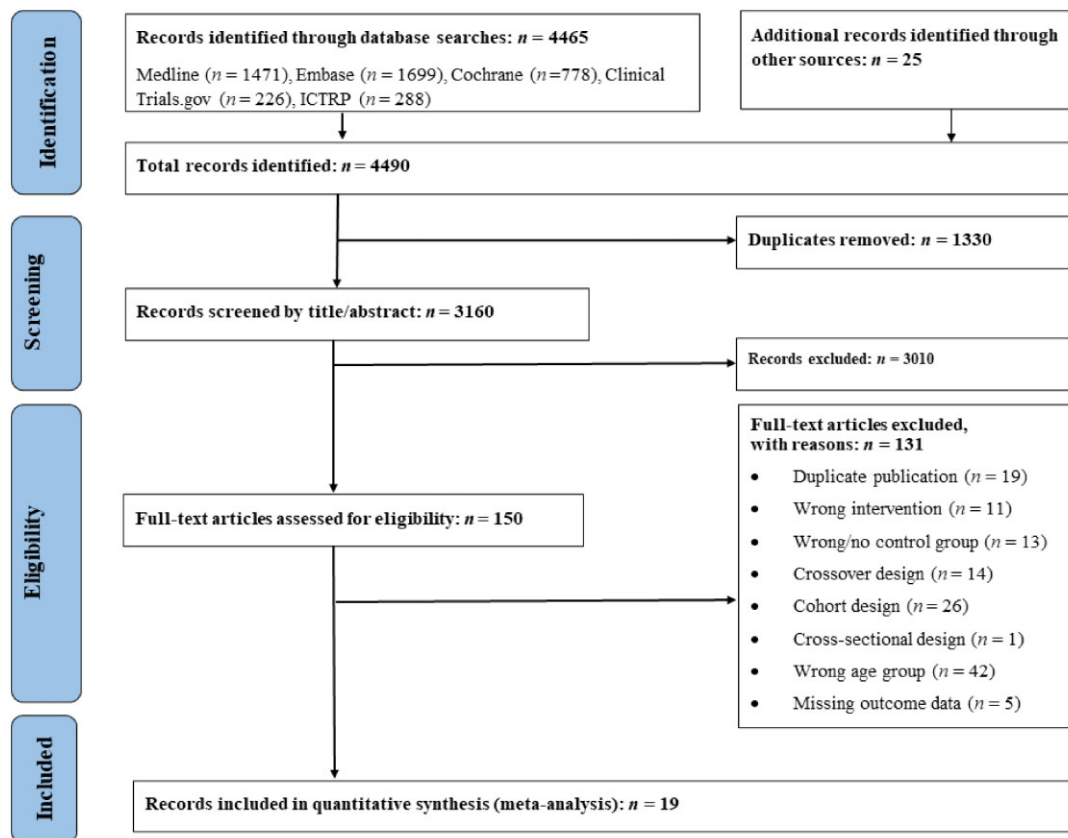 Identification
Records identified through database searches: n = 4465
Medline (n = 1471), Embase (n = 1699), Cochrane (n =778), Clinical
Trials.gov (n = 226), ICTRP (n = 288)
Additional records identified through
other sources: n = 25
Total records identified: n = 4490
Screening
Duplicates removed: n = 1330
Records screened by title/abstract: n = 3160
Records excluded: n = 3010
Eligibility
Full-text articles assessed for eligibility: n = 150
Full-text articles excluded,
with reasons: n = 131
• Duplicate publication (n = 19)
• Wrong intervention (n = 11)
• Wrong/no control group (n = 13)
• Crossover design (n = 14)
• Cohort design (n = 26)
• Cross-sectional design (n = 1)
• Wrong age group (n = 42)
• Missing outcome data (n = 5)
Included
Records included in quantitative synthesis (meta-analysis): n = 19